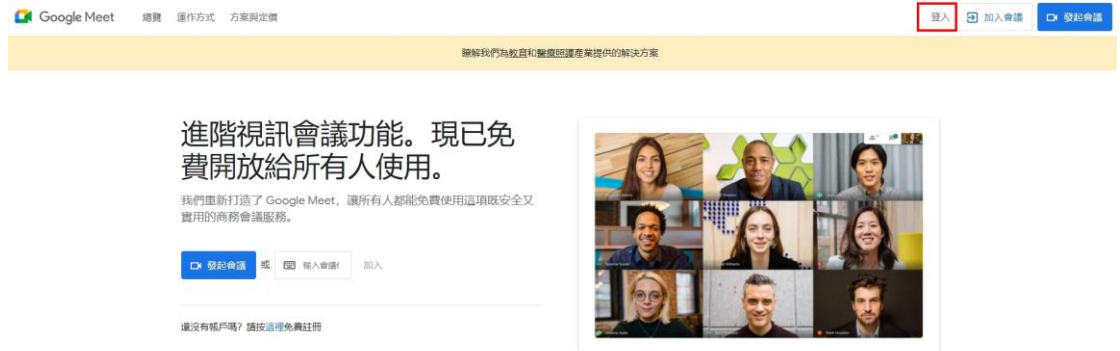 Google Meet 總覽 運作方式 方案與定價 登入 加入會議 發起會議
瞭解我們為教育和醫療照護產業提供的解決方案
進階視訊會議功能。現已免
費開放給所有人使用。
我們重新打造了 Google Meet，讓所有人都能免費使用這項既安全又
實用的商務會議服務。
發起會議 或 輸入會議 加入
還沒有帳戶嗎? 請按這裡免費註冊